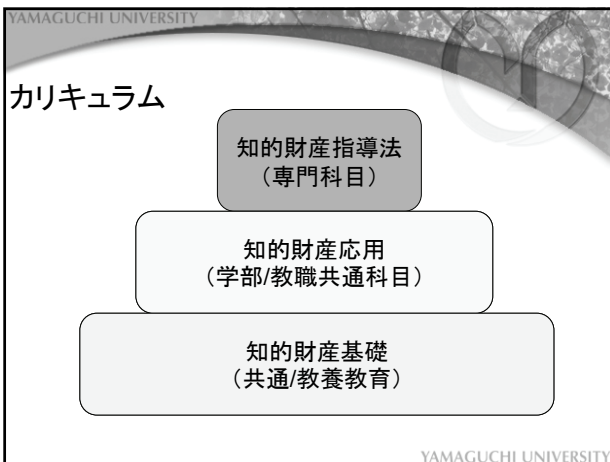 YAMAGUCHI UNIVERSITY
カリキュラム
知的財産指導法
（専門科目）
知的財産応用
（学部/教職共通科目）
知的財産基礎
（共通/教養教育）
YAMAGUCHI UNIVERSITY